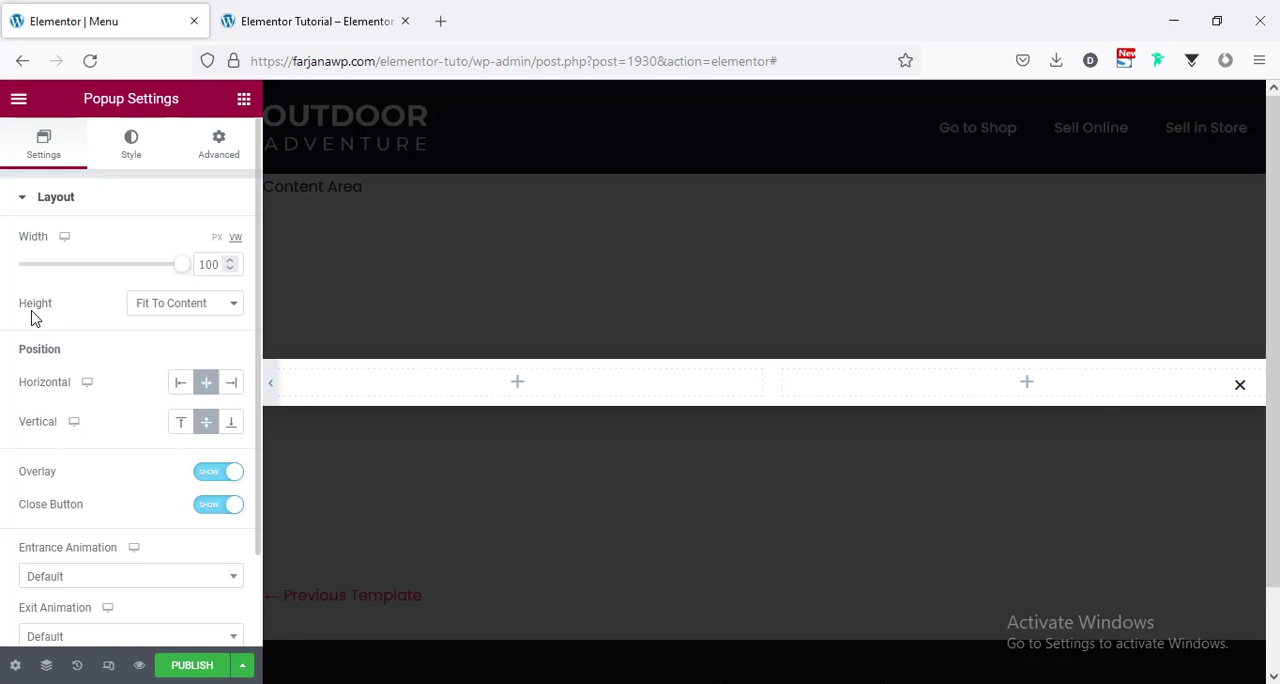 Elementor | Menu
Elementor Tutorial – Elementor
https://farjanawp.com/elementor-tuto/wp-admin/post.php?post=1930&action=elementor#
D
New
Popup Settings
Settings
Style
Advanced
Layout
Width
PX
VW
100
Height
Fit To Content
Position
Horizontal
Vertical
Overlay
SHOW
Close Button
SHOW
Entrance Animation
Default
Exit Animation
Default
PUBLISH
OUTDOOR
ADVENTURE
Go to Shop
Sell Online
Sell in Store
Content Area
← Previous Template
Activate Windows
Go to Settings to activate Windows.